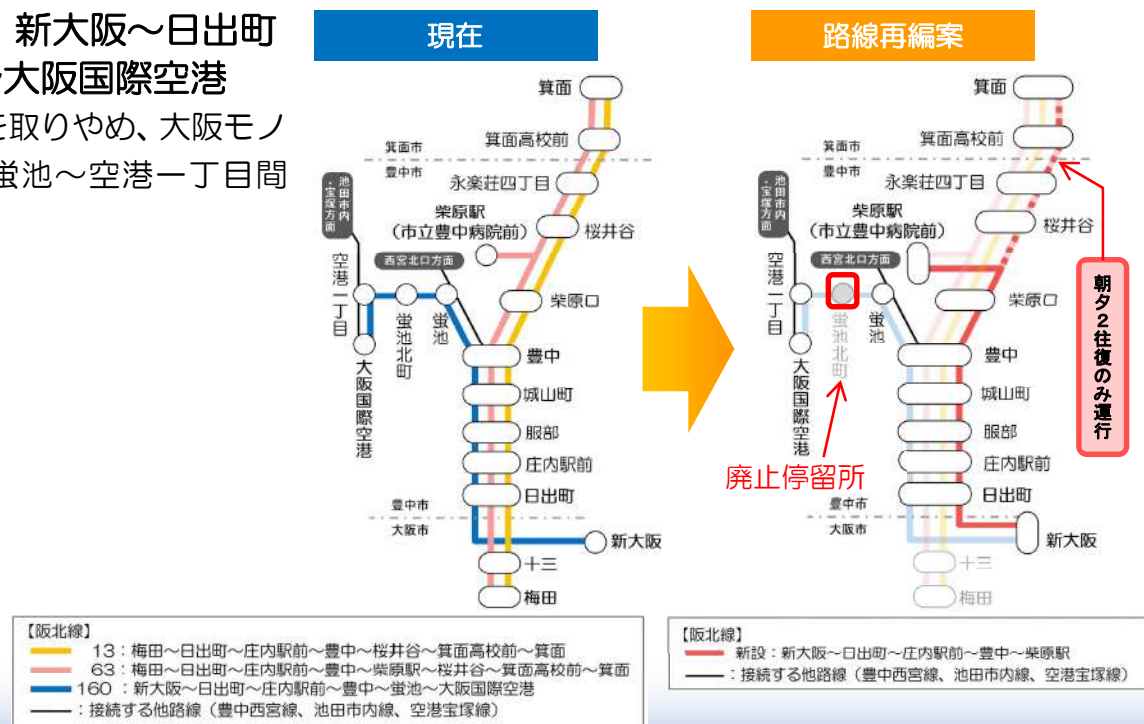 新大阪～日出町
～大阪国際空港
を取りやめ、大阪モノ
蛍池～空港一丁目間
現在
箕面
箕面高校前
箕面市
豊中市
永楽荘四丁目
池田市内・宝塚方面
柴原駅
(市立豊中病院前)
桜井谷
西宮北口方面
空港一丁目
柴原口
蛍池北町
蛍池
豊中
大阪国際空港
城山町
服部
庄内駅前
日出町
豊中市
大阪市
新大阪
十三
梅田
【阪北線】
13：梅田～日出町～庄内駅前～豊中～桜井谷～箕面高校前～箕面
63：梅田～日出町～庄内駅前～豊中～柴原駅～桜井谷～箕面高校前～箕面
160：新大阪～日出町～庄内駅前～豊中～蛍池～大阪国際空港
：接続する他路線（豊中西宮線、池田市内線、空港宝塚線）
路線再編案
箕面
箕面高校前
箕面市
豊中市
永楽荘四丁目
池田市内・宝塚方面
柴原駅
(市立豊中病院前)
桜井谷
西宮北口方面
空港一丁目
柴原口
朝夕２往復のみ運行
蛍池北町
蛍池
豊中
大阪国際空港
城山町
服部
庄内駅前
廃止停留所
日出町
豊中市
大阪市
新大阪
十三
梅田
【阪北線】
新設：新大阪～日出町～庄内駅前～豊中～柴原駅
：接続する他路線（豊中西宮線、池田市内線、空港宝塚線）